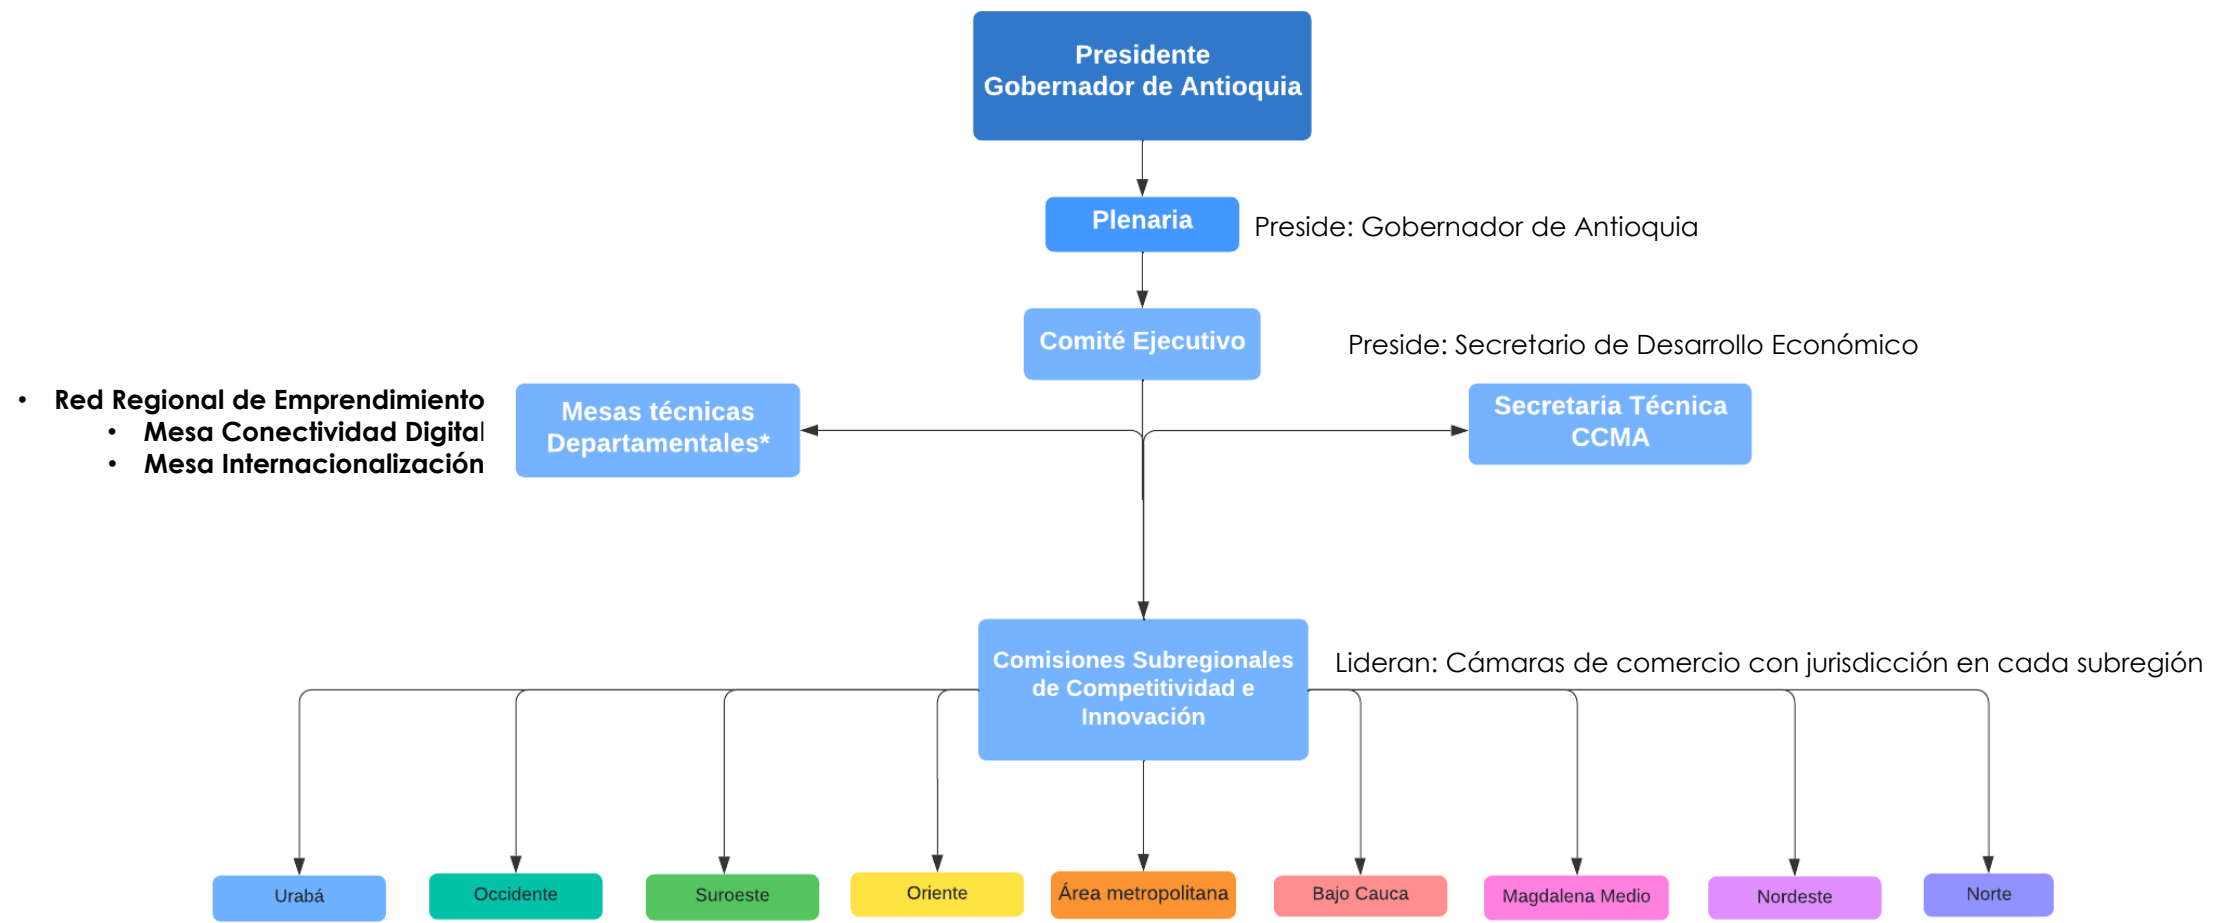 Presidente
Gobernador de Antioquia
Plenaria
Preside: Gobernador de Antioquia
Comité Ejecutivo
Preside: Secretario de Desarrollo Económico
• Red Regional de Emprendimiento
• Mesa Conectividad Digital
• Mesa Internacionalización
Mesas técnicas
Departamentales*
Secretaria Técnica
CCMA
Comisiones Subregionales
de Competitividad e
Innovación
Lideran: Cámaras de comercio con jurisdicción en cada subregión
Urabá
Occidente
Suroeste
Oriente
Área metropolitana
Bajo Cauca
Magdalena Medio
Nordeste
Norte